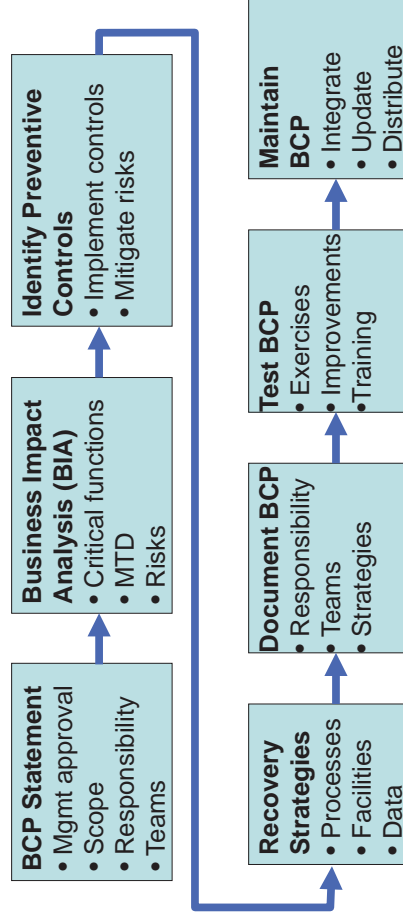 BCP Statement
• Mgmt approval
• Scope
• Responsibility
• Teams
Business Impact
Analysis (BIA)
• Critical functions
• MTD
• Risks
Identify Preventive
Controls
• Implement controls
• Mitigate risks
Recovery
Strategies
• Processes
• Facilities
• Data
Document BCP
• Responsibility
• Teams
• Strategies
Test BCP
• Exercises
• Improvements
•Training
Maintain
BCP
• Integrate
• Update
• Distribute